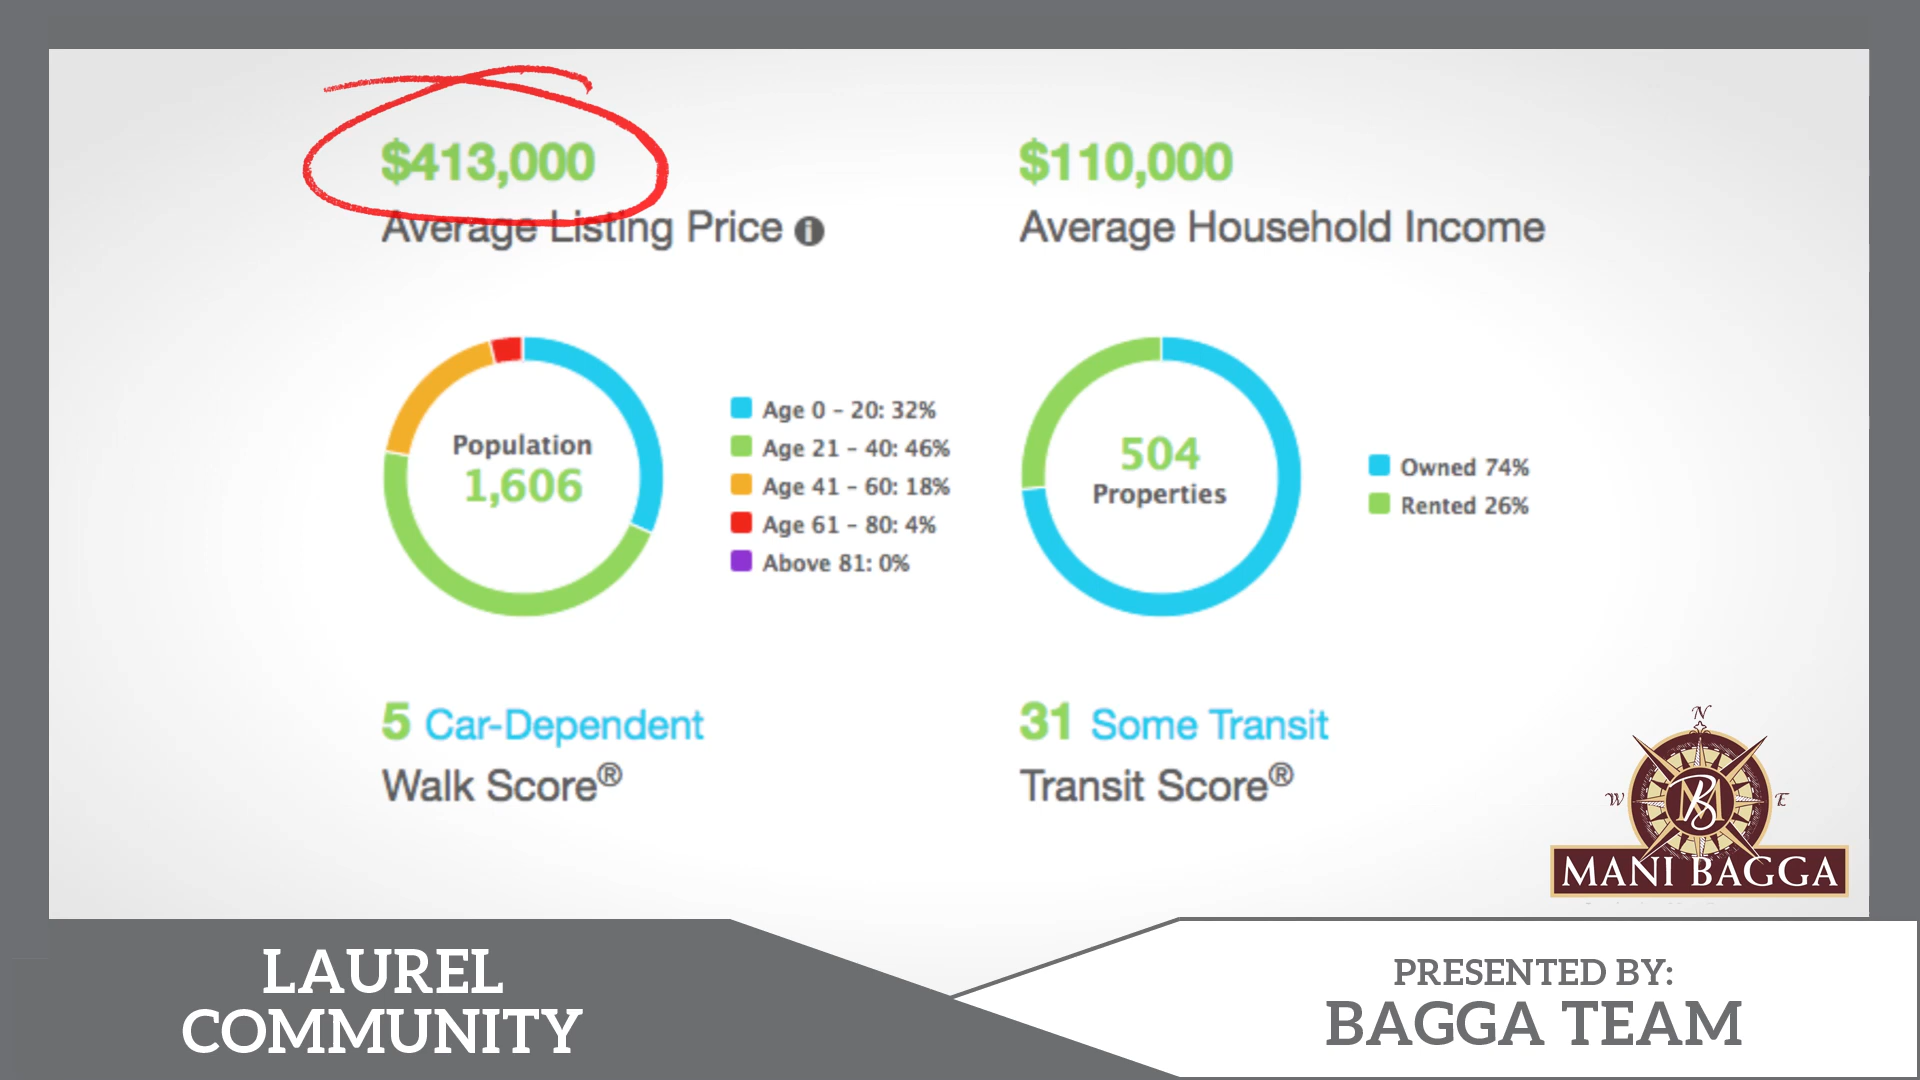 $413,000
Average Listing Price
$110,000
Average Household Income
Population
1,606
Age 0 – 20: 32%
Age 21 – 40: 46%
Age 41 – 60: 18%
Age 61 – 80: 4%
Above 81: 0%
504
Properties
Owned 74%
Rented 26%
5 Car-Dependent
Walk Score®
31 Some Transit
Transit Score®
N
W
E
MB
MANI BAGGA
LAUREL
COMMUNITY
PRESENTED BY:
BAGGA TEAM